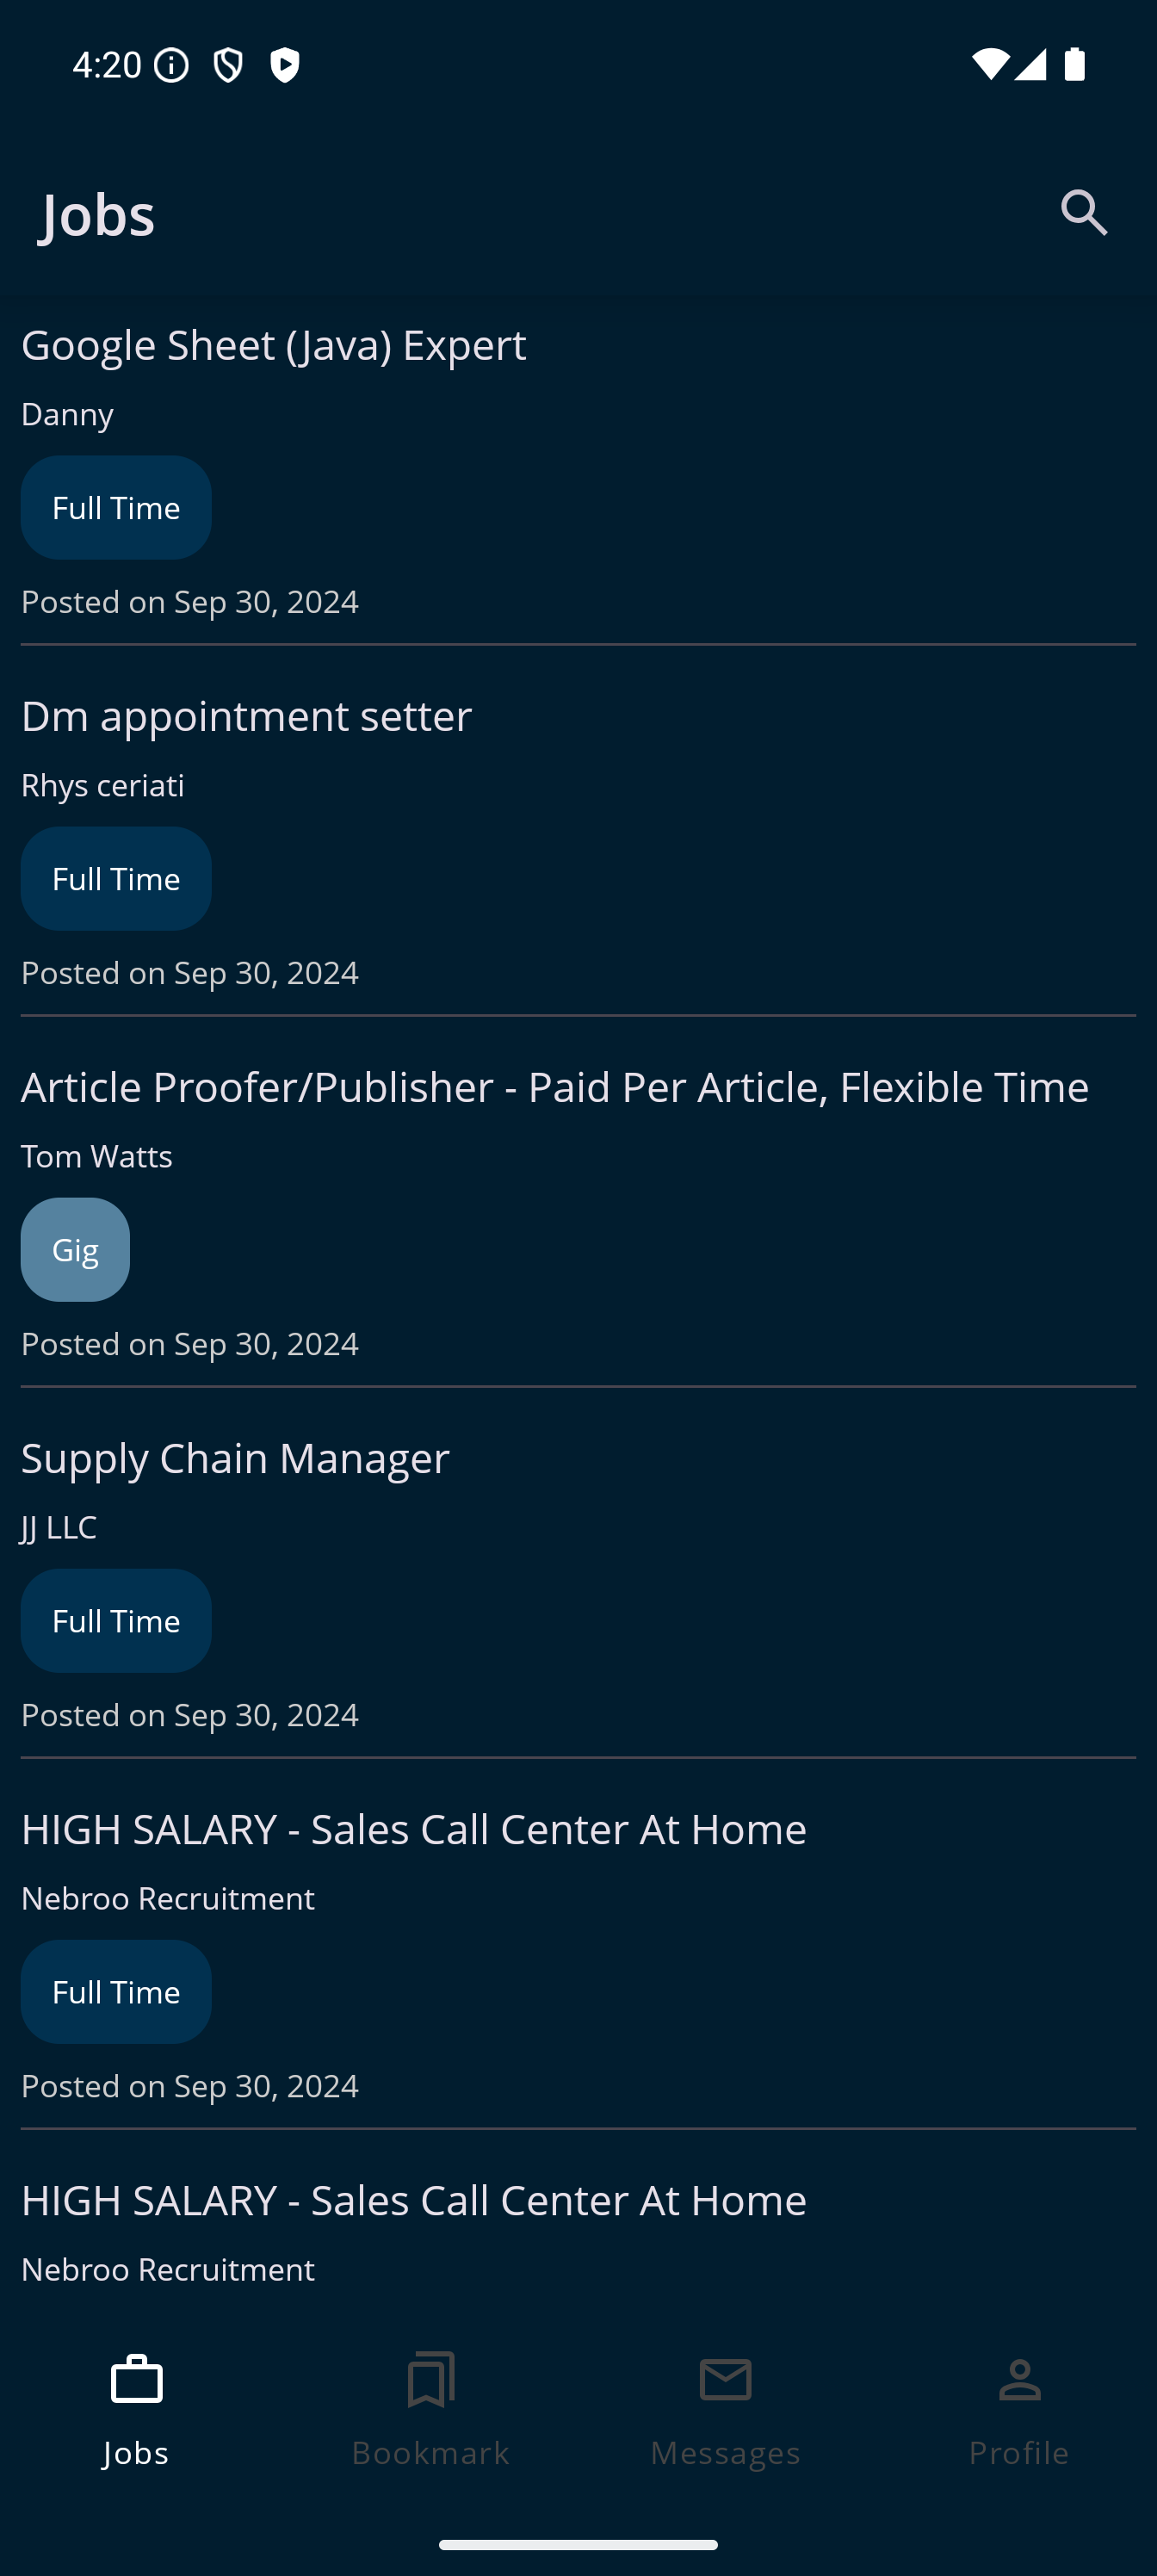 4:20
Jobs
Google Sheet (Java) Expert
Danny
Full Time
Posted on Sep 30, 2024
Dm appointment setter
Rhys ceriati
Full Time
Posted on Sep 30, 2024
Article Proofer/Publisher - Paid Per Article, Flexible Time
Tom Watts
Gig
Posted on Sep 30, 2024
Supply Chain Manager
JJ LLC
Full Time
Posted on Sep 30, 2024
HIGH SALARY - Sales Call Center At Home
Nebroo Recruitment
Full Time
Posted on Sep 30, 2024
HIGH SALARY - Sales Call Center At Home
Nebroo Recruitment
Jobs
Bookmark
Messages
Profile